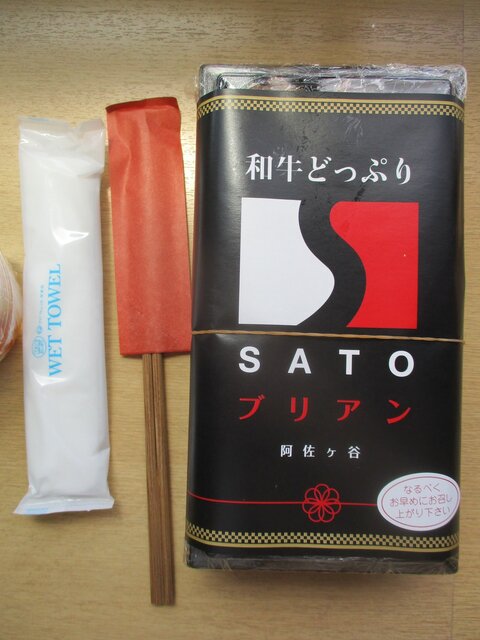 和牛どっぷり
SATO
ブリアン
阿佐ヶ谷
なるべく
お早めにお召し
上がり下さい
WET TOWEL